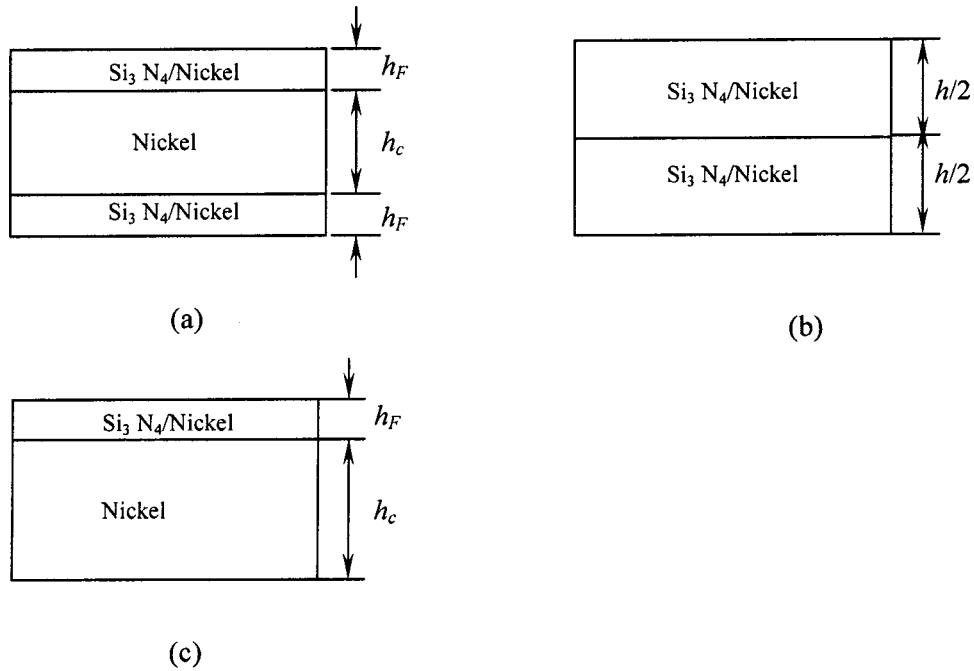 Si₃ N₄/Nickel
h_F
Nickel
h_c
Si₃ N₄/Nickel
h_F
(a)
Si₃ N₄/Nickel
h/2
Si₃ N₄/Nickel
h/2
(b)
Si₃ N₄/Nickel
h_F
Nickel
h_c
(c)